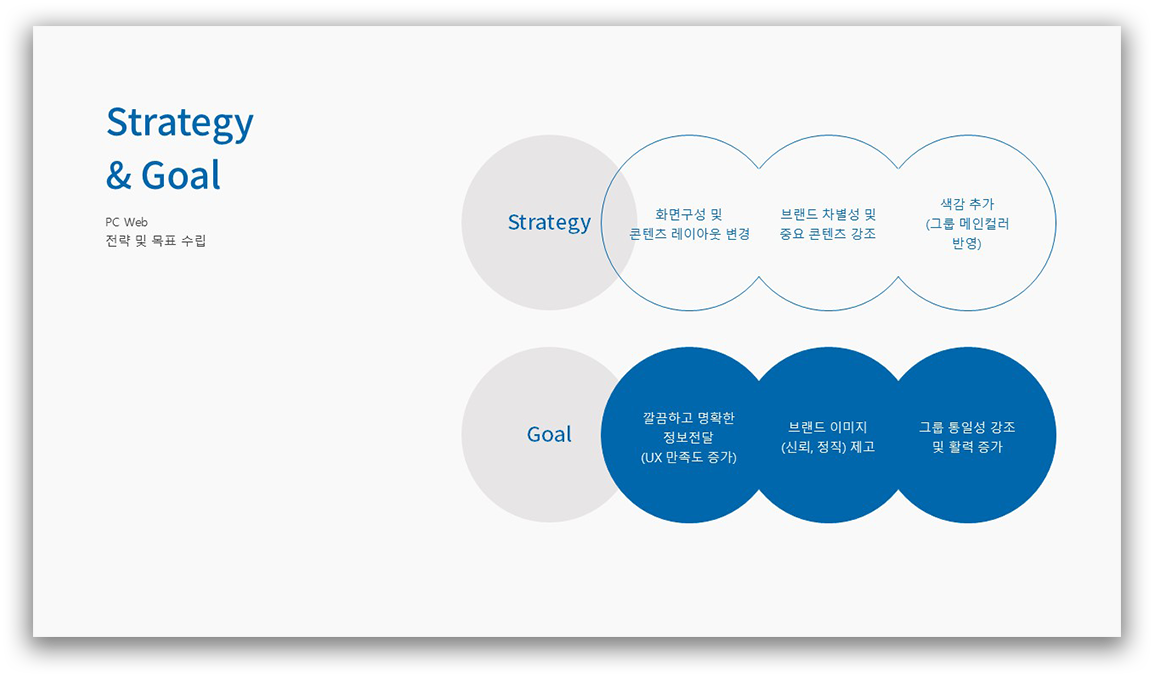 Strategy
& Goal
PC Web
전략 및 목표 수립
Strategy
화면구성 및
콘텐츠 레이아웃 변경
브랜드 차별성 및
중요 콘텐츠 강조
색감 추가
(그룹 메인컬러
반영)
Goal
깔끔하고 명확한
정보전달
(UX 만족도 증가)
브랜드 이미지
(신뢰, 정직) 제고
그룹 통일성 강조
및 활력 증가